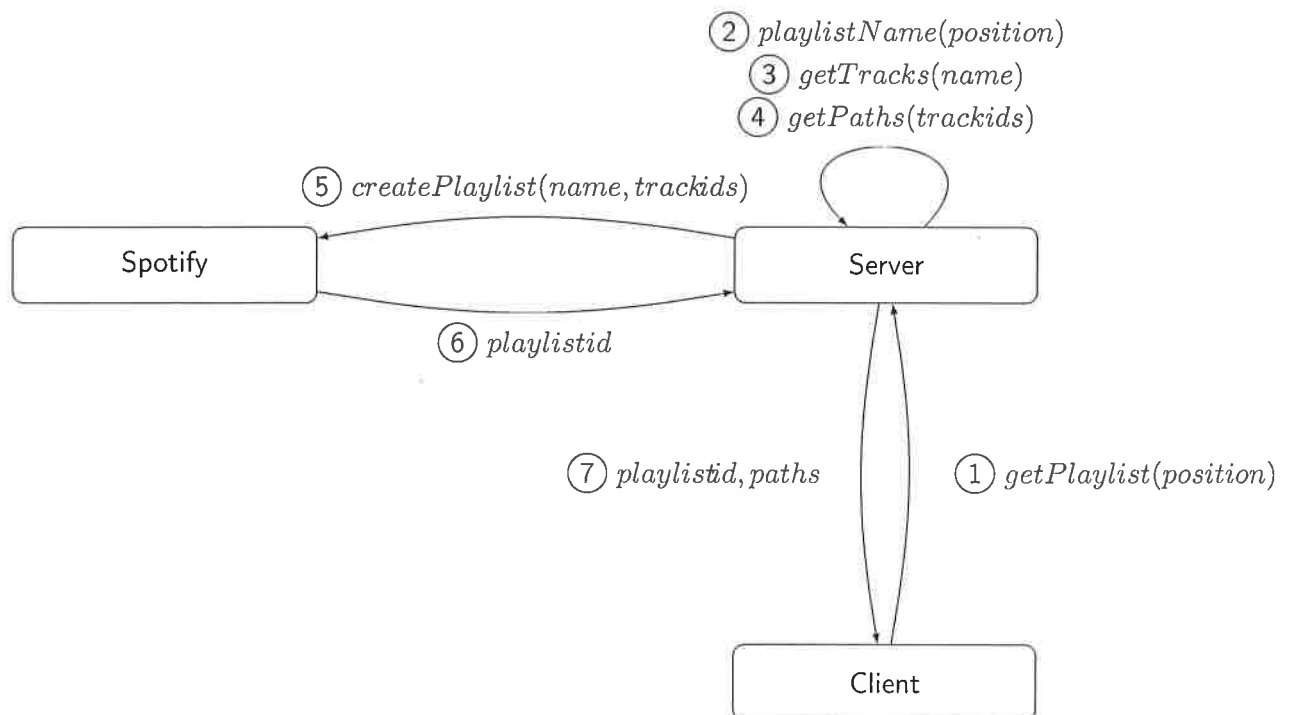 ② playlistName(position)
③ getTracks(name)
④ getPaths(trackids)
⑤ createPlaylist(name, trackids)
Spotify
Server
⑥ playlistid
⑦ playlistid, paths
① getPlaylist(position)
Client